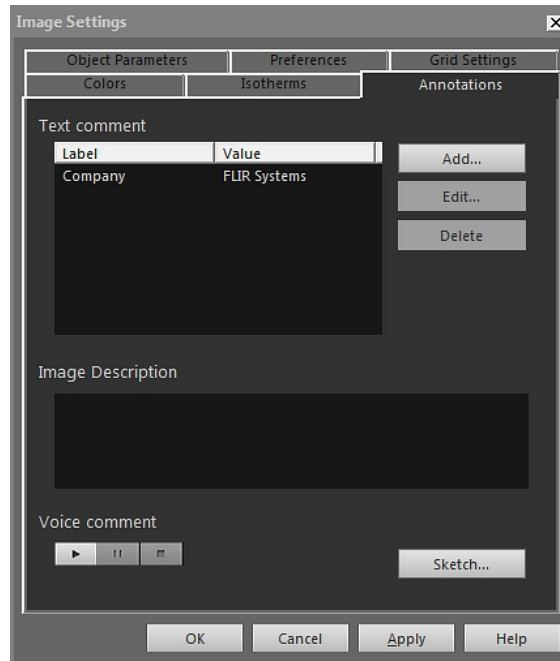 Image Settings
Object Parameters Preferences Grid Settings
Colors Isotherms Annotations
Text comment
Label Value
Company FLIR Systems
Add...
Edit...
Delete
Image Description
Voice comment
Sketch...
OK Cancel Apply Help